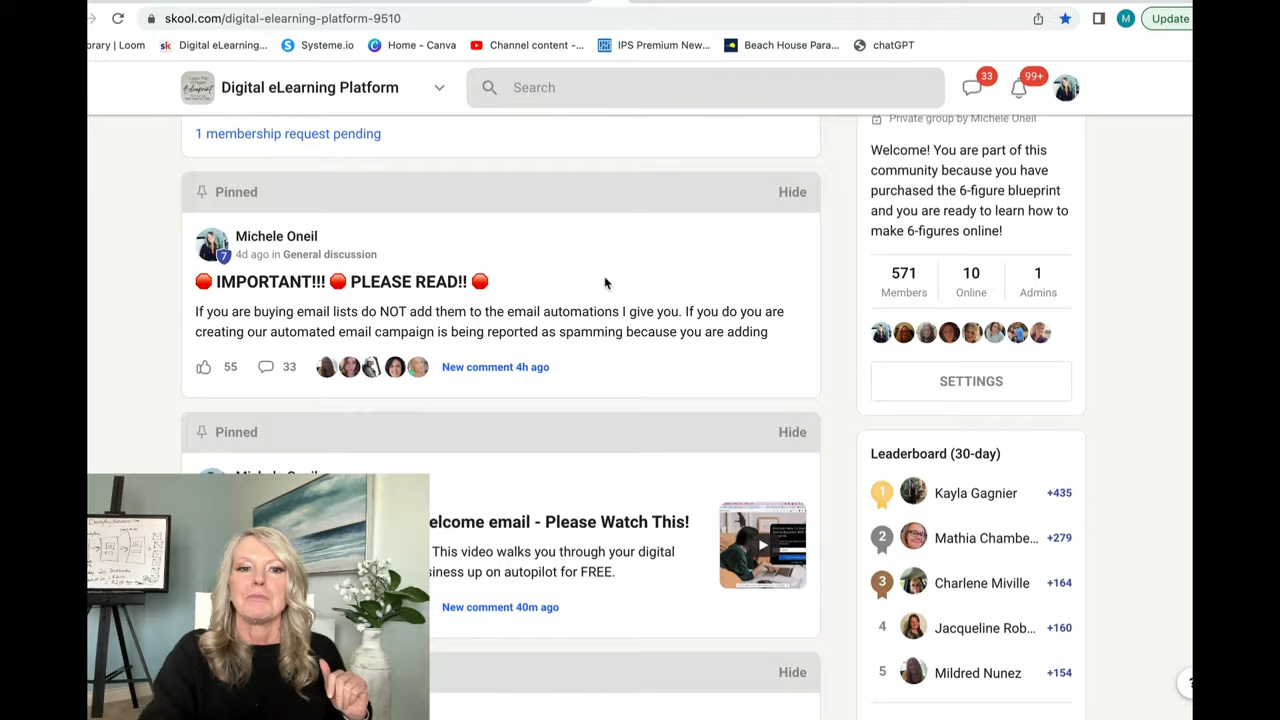 skool.com/digital-elearning-platform-9510
Update
orary | Loom
sk Digital eLearning...
Systeme.io
Home - Canva
Channel content -...
IPS Premium New...
Beach House Para...
chatGPT
Digital eLearning Platform
Search
33
99+
M
1 membership request pending
Pinned
Hide
Michele Oneil
7
4d ago in General discussion
🛑 IMPORTANT!!! 🛑 PLEASE READ!! 🛑
If you are buying email lists do NOT add them to the email automations I give you. If you do you are
creating our automated email campaign is being reported as spamming because you are adding
55
33
New comment 4h ago
Pinned
Hide
elcome email - Please Watch This!
This video walks you through your digital
siness up on autopilot for FREE.
New comment 40m ago
Hide
Private group by Michele Oneil
Welcome! You are part of this
community because you have
purchased the 6-figure blueprint
and you are ready to learn how to
make 6-figures online!
571
Members
10
Online
1
Admins
SETTINGS
Leaderboard (30-day)
1 Kayla Gagnier +435
2 Mathia Chambe... +279
3 Charlene Miville +164
4 Jacqueline Rob... +160
5 Mildred Nunez +154
?